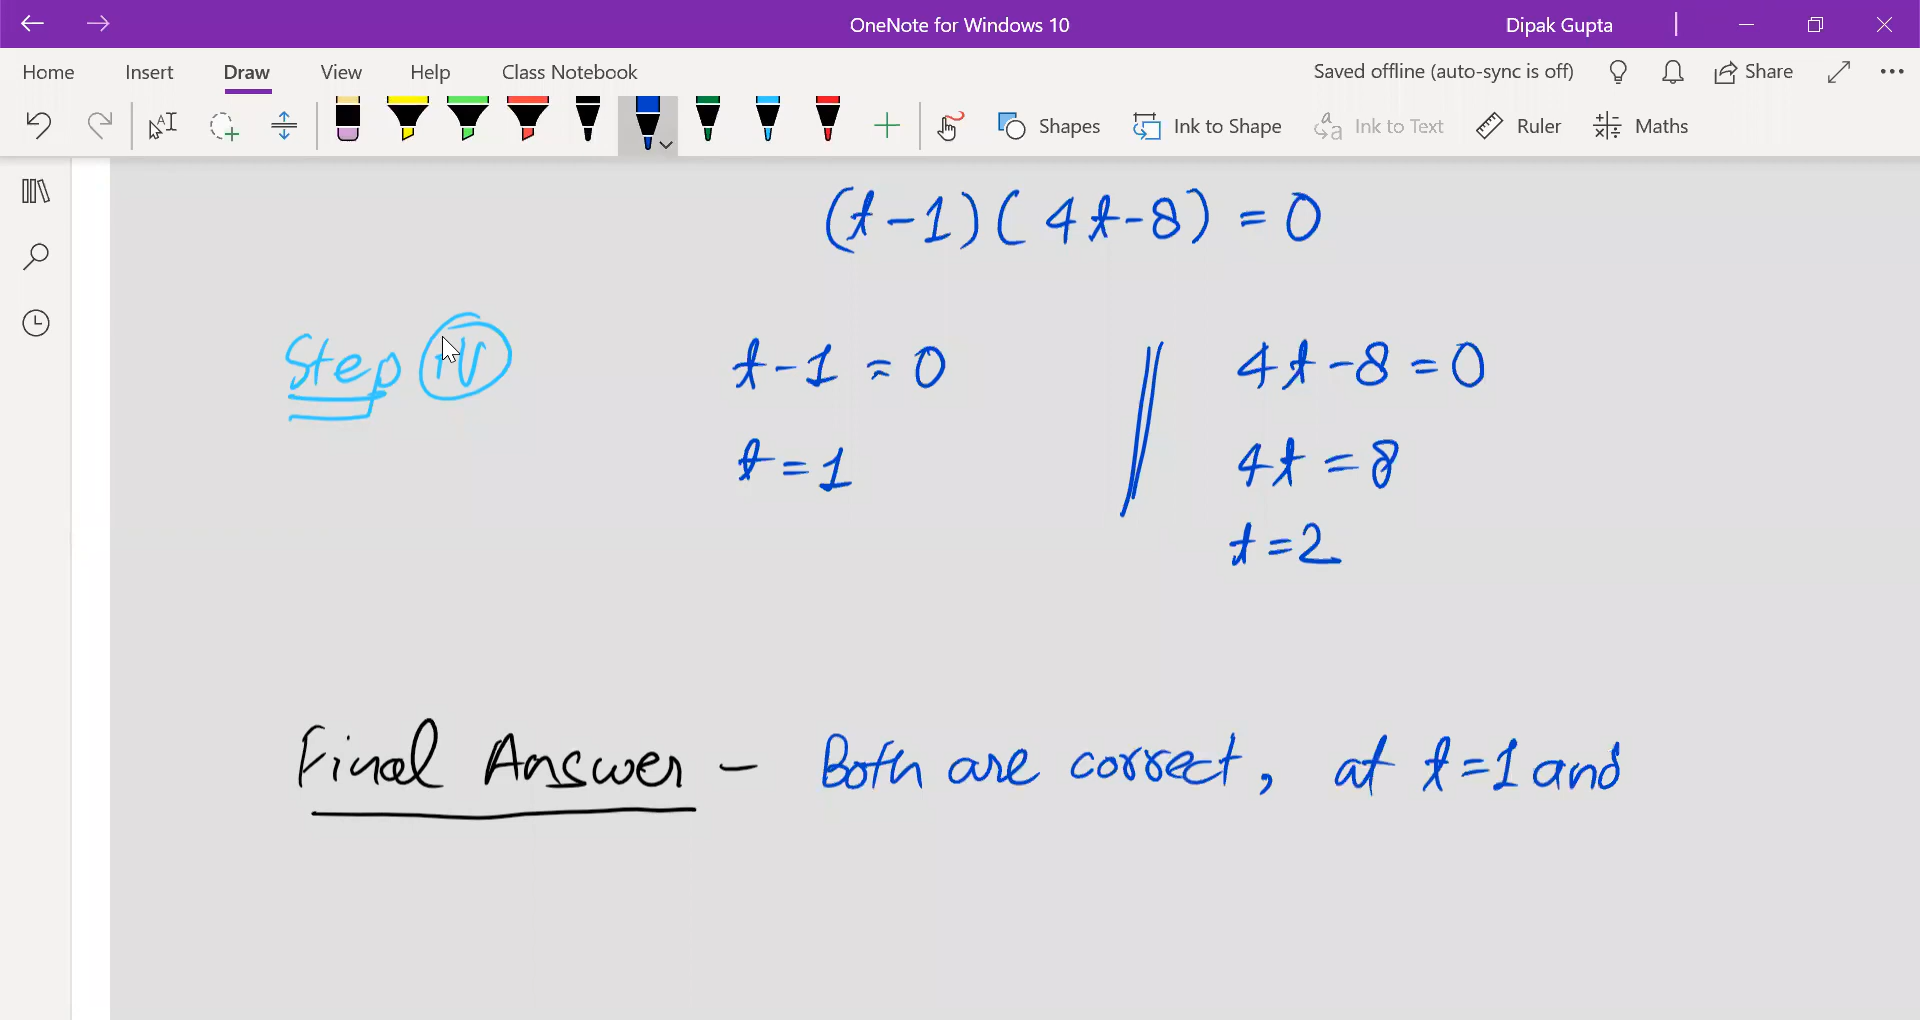 OneNote for Windows 10
Dipak Gupta
Home Insert Draw View Help Class Notebook
Saved offline (auto-sync is off) Share
Shapes Ink to Shape Ink to Text Ruler Maths
(t-1)(4t-8) = 0
Step IV
t-1 = 0
4t-8=0
t=1
4t=8
t=2
Final Answer - Both are correct, at t=1 and